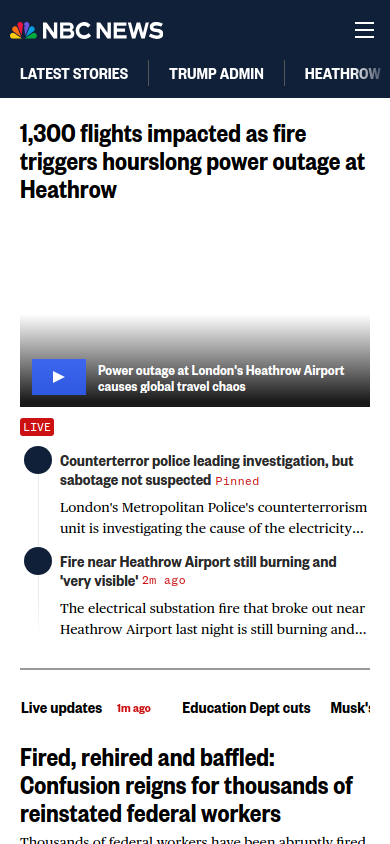 NBC NEWS
LATEST STORIES
TRUMP ADMIN
HEATHROW
1,300 flights impacted as fire
triggers hourslong power outage at
Heathrow
Power outage at London's Heathrow Airport
causes global travel chaos
LIVE
Counterterror police leading investigation, but
sabotage not suspected Pinned
London's Metropolitan Police's counterterrorism
unit is investigating the cause of the electricity…
Fire near Heathrow Airport still burning and
'very visible' 2m ago
The electrical substation fire that broke out near
Heathrow Airport last night is still burning and…
Live updates 1m ago Education Dept cuts Musk's
Fired, rehired and baffled:
Confusion reigns for thousands of
reinstated federal workers
Thousands of federal workers have been abruptly fired,